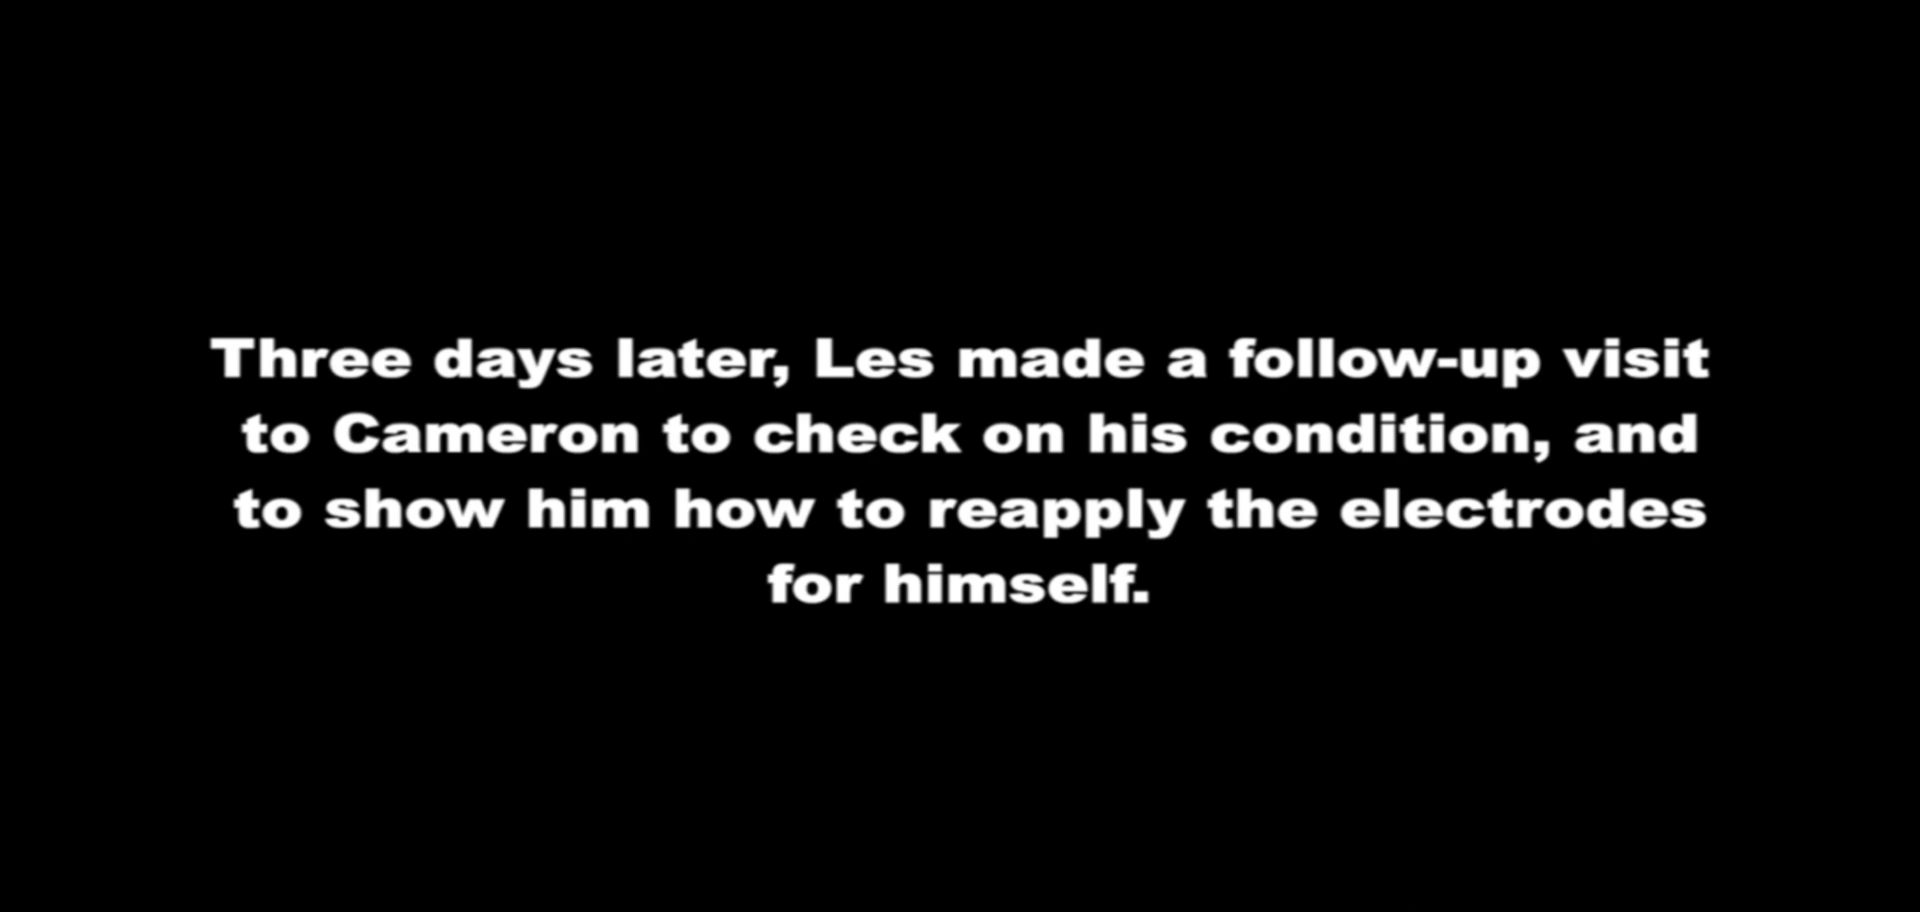 Three days later, Les made a follow-up visit
to Cameron to check on his condition, and
to show him how to reapply the electrodes
for himself.